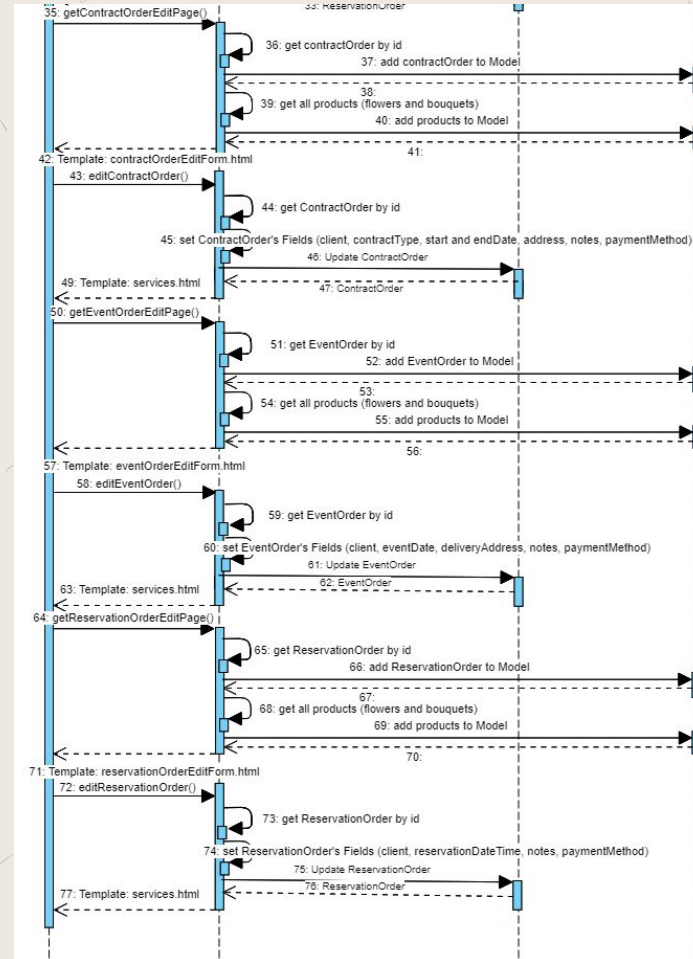 33: ReservationOrder
35: getContractOrderEditPage()
36: get contractOrder by id
37: add contractOrder to Model
38:
39: get all products (flowers and bouquets)
40: add products to Model
41:
42: Template: contractOrderEditForm.html
43: editContractOrder()
44: get ContractOrder by id
45: set ContractOrder's Fields (client, contractType, start and endDate, address, notes, paymentMethod)
46: Update ContractOrder
47: ContractOrder
49: Template: services.html
50: getEventOrderEditPage()
51: get EventOrder by id
52: add EventOrder to Model
53:
54: get all products (flowers and bouquets)
55: add products to Model
56:
57: Template: eventOrderEditForm.html
58: editEventOrder()
59: get EventOrder by id
60: set EventOrder's Fields (client, eventDate, deliveryAddress, notes, paymentMethod)
61: Update EventOrder
62: EventOrder
63: Template: services.html
64: getReservationOrderEditPage()
65: get ReservationOrder by id
66: add ReservationOrder to Model
67:
68: get all products (flowers and bouquets)
69: add products to Model
70:
71: Template: reservationOrderEditForm.html
72: editReservationOrder()
73: get ReservationOrder by id
74: set ReservationOrder's Fields (client, reservationDateTime, notes, paymentMethod)
75: Update ReservationOrder
76: ReservationOrder
77: Template: services.html